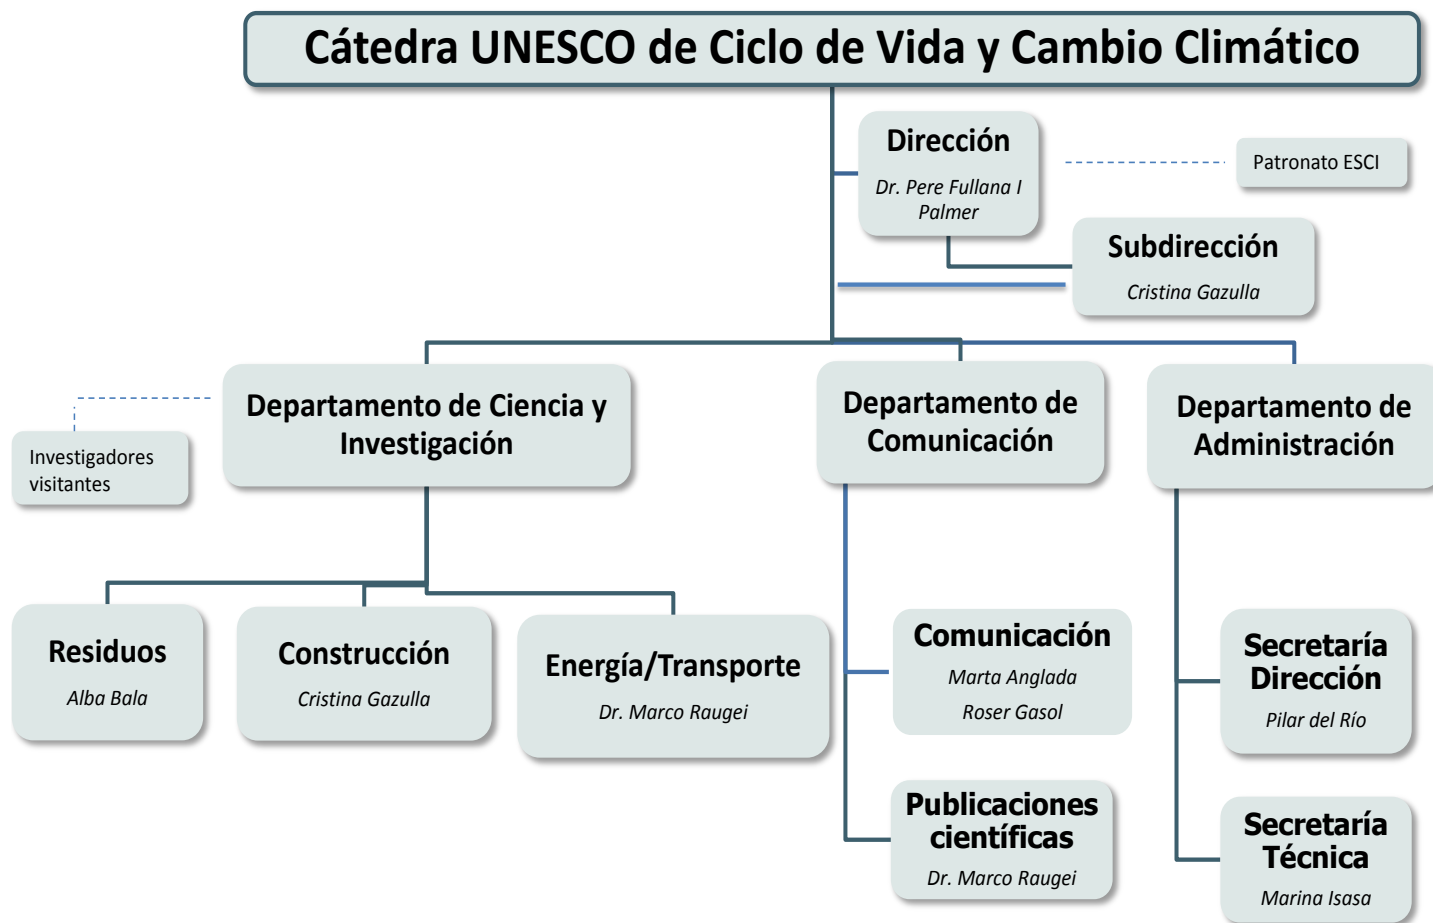 Cátedra UNESCO de Ciclo de Vida y Cambio Climático
Dirección
Dr. Pere Fullana I
Palmer
Patronato ESCI
Subdirección
Cristina Gazulla
Departamento de Ciencia y
Investigación
Investigadores
visitantes
Departamento de
Comunicación
Departamento de
Administración
Residuos
Alba Bala
Construcción
Cristina Gazulla
Energía/Transporte
Dr. Marco Raugei
Comunicación
Marta Anglada
Roser Gasol
Publicaciones
científicas
Dr. Marco Raugei
Secretaría
Dirección
Pilar del Río
Secretaría
Técnica
Marina Isasa